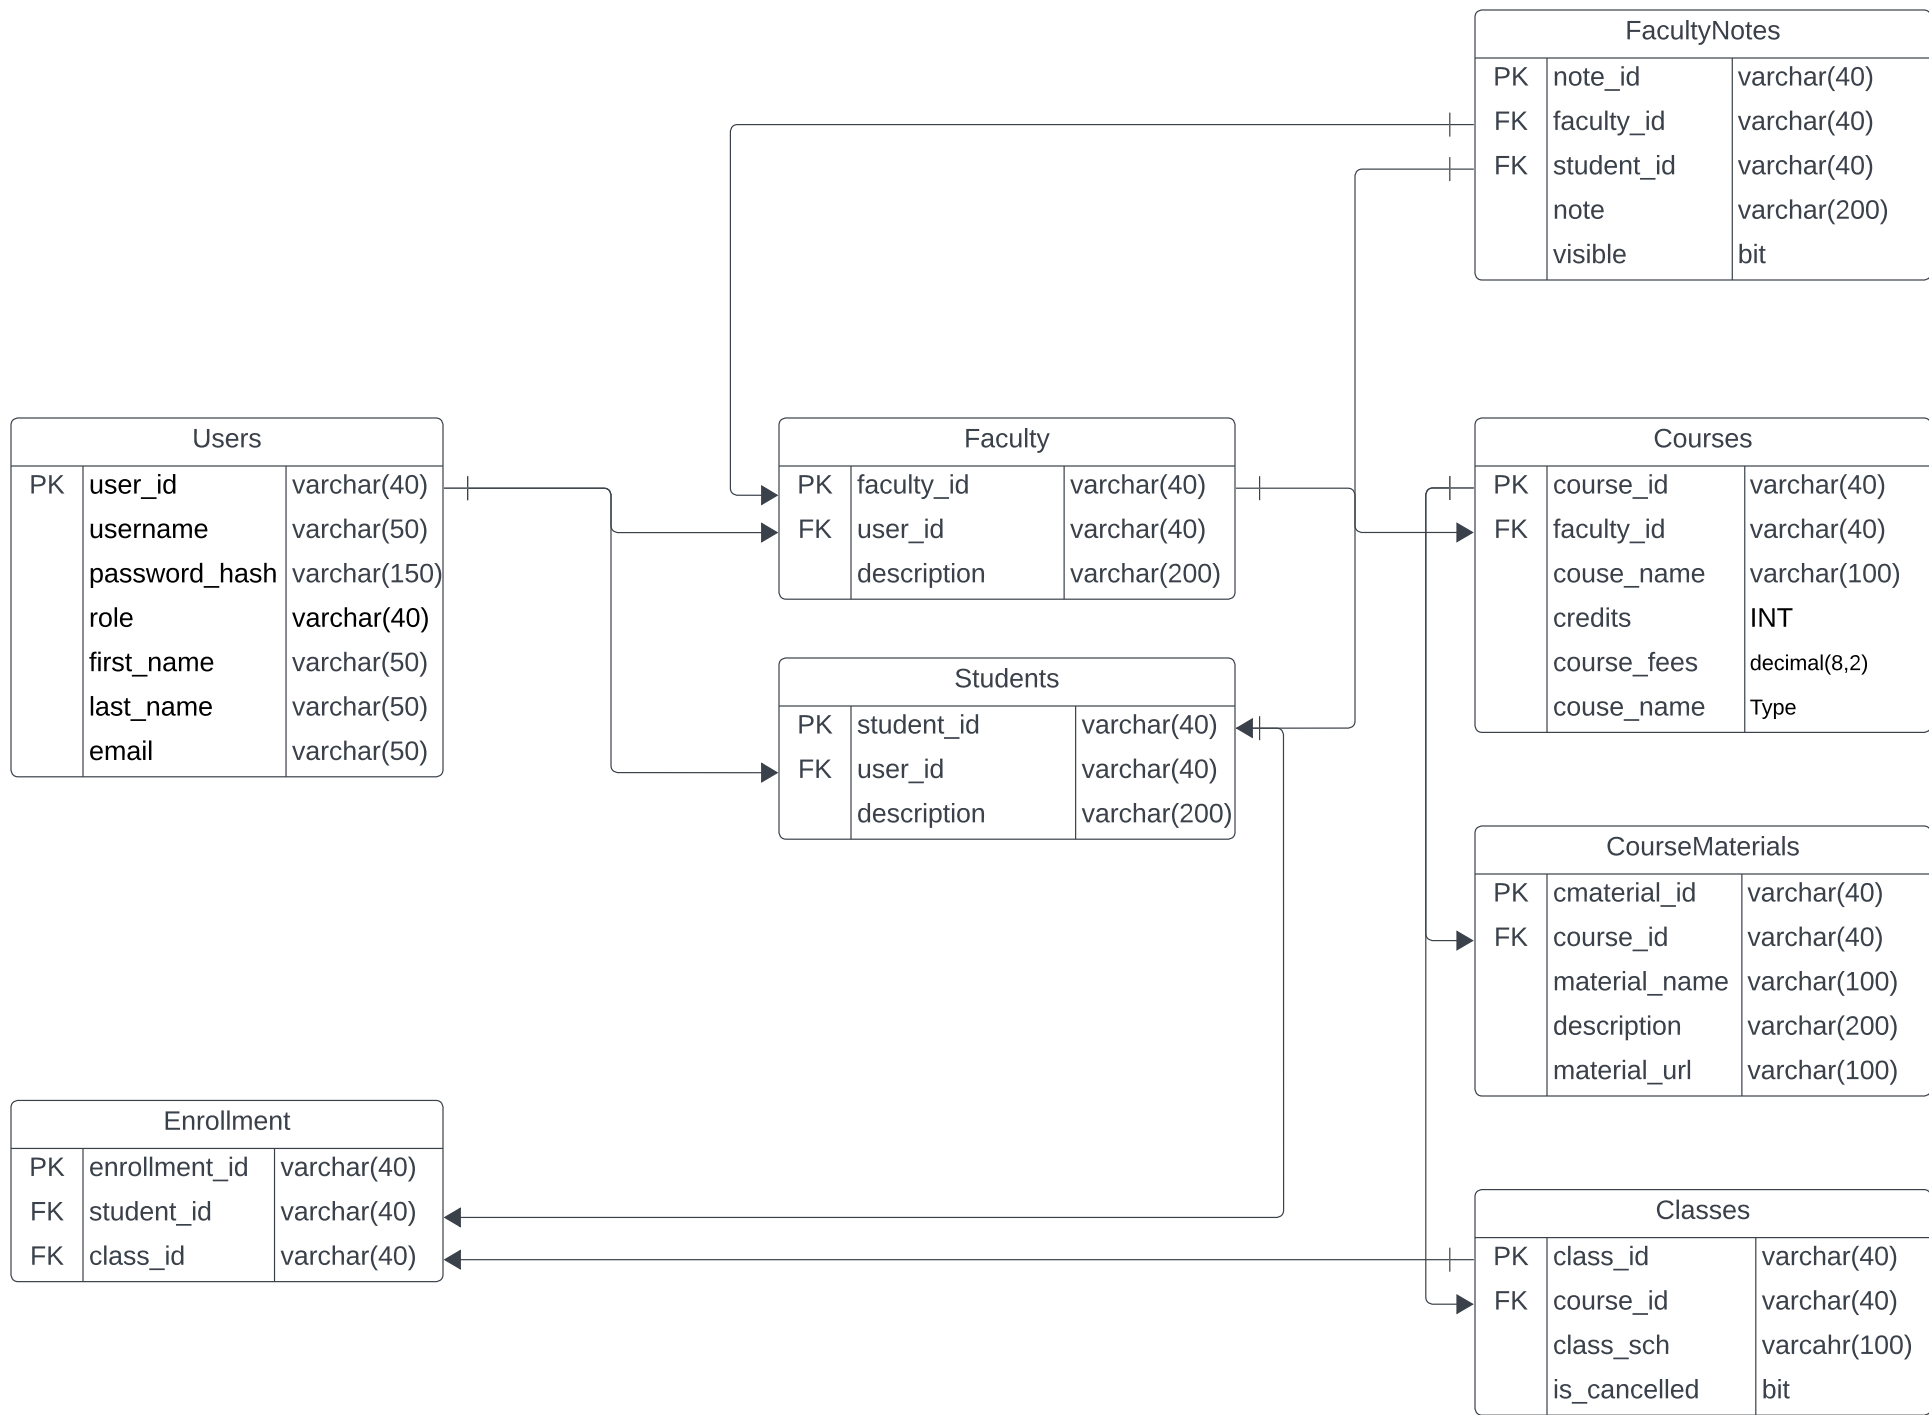 FacultyNotes
PK note_id varchar(40)
FK faculty_id varchar(40)
FK student_id varchar(40)
note varchar(200)
visible bit
Users
PK user_id varchar(40)
username varchar(50)
password_hash varchar(150)
role varchar(40)
first_name varchar(50)
last_name varchar(50)
email varchar(50)
Faculty
PK faculty_id varchar(40)
FK user_id varchar(40)
description varchar(200)
Courses
PK course_id varchar(40)
FK faculty_id varchar(40)
couse_name varchar(100)
credits INT
course_fees decimal(8,2)
couse_name Type
Students
PK student_id varchar(40)
FK user_id varchar(40)
description varchar(200)
CourseMaterials
PK cmaterial_id varchar(40)
FK course_id varchar(40)
material_name varchar(100)
description varchar(200)
material_url varchar(100)
Enrollment
PK enrollment_id varchar(40)
FK student_id varchar(40)
FK class_id varchar(40)
Classes
PK class_id varchar(40)
FK course_id varchar(40)
class_sch varcahr(100)
is_cancelled bit